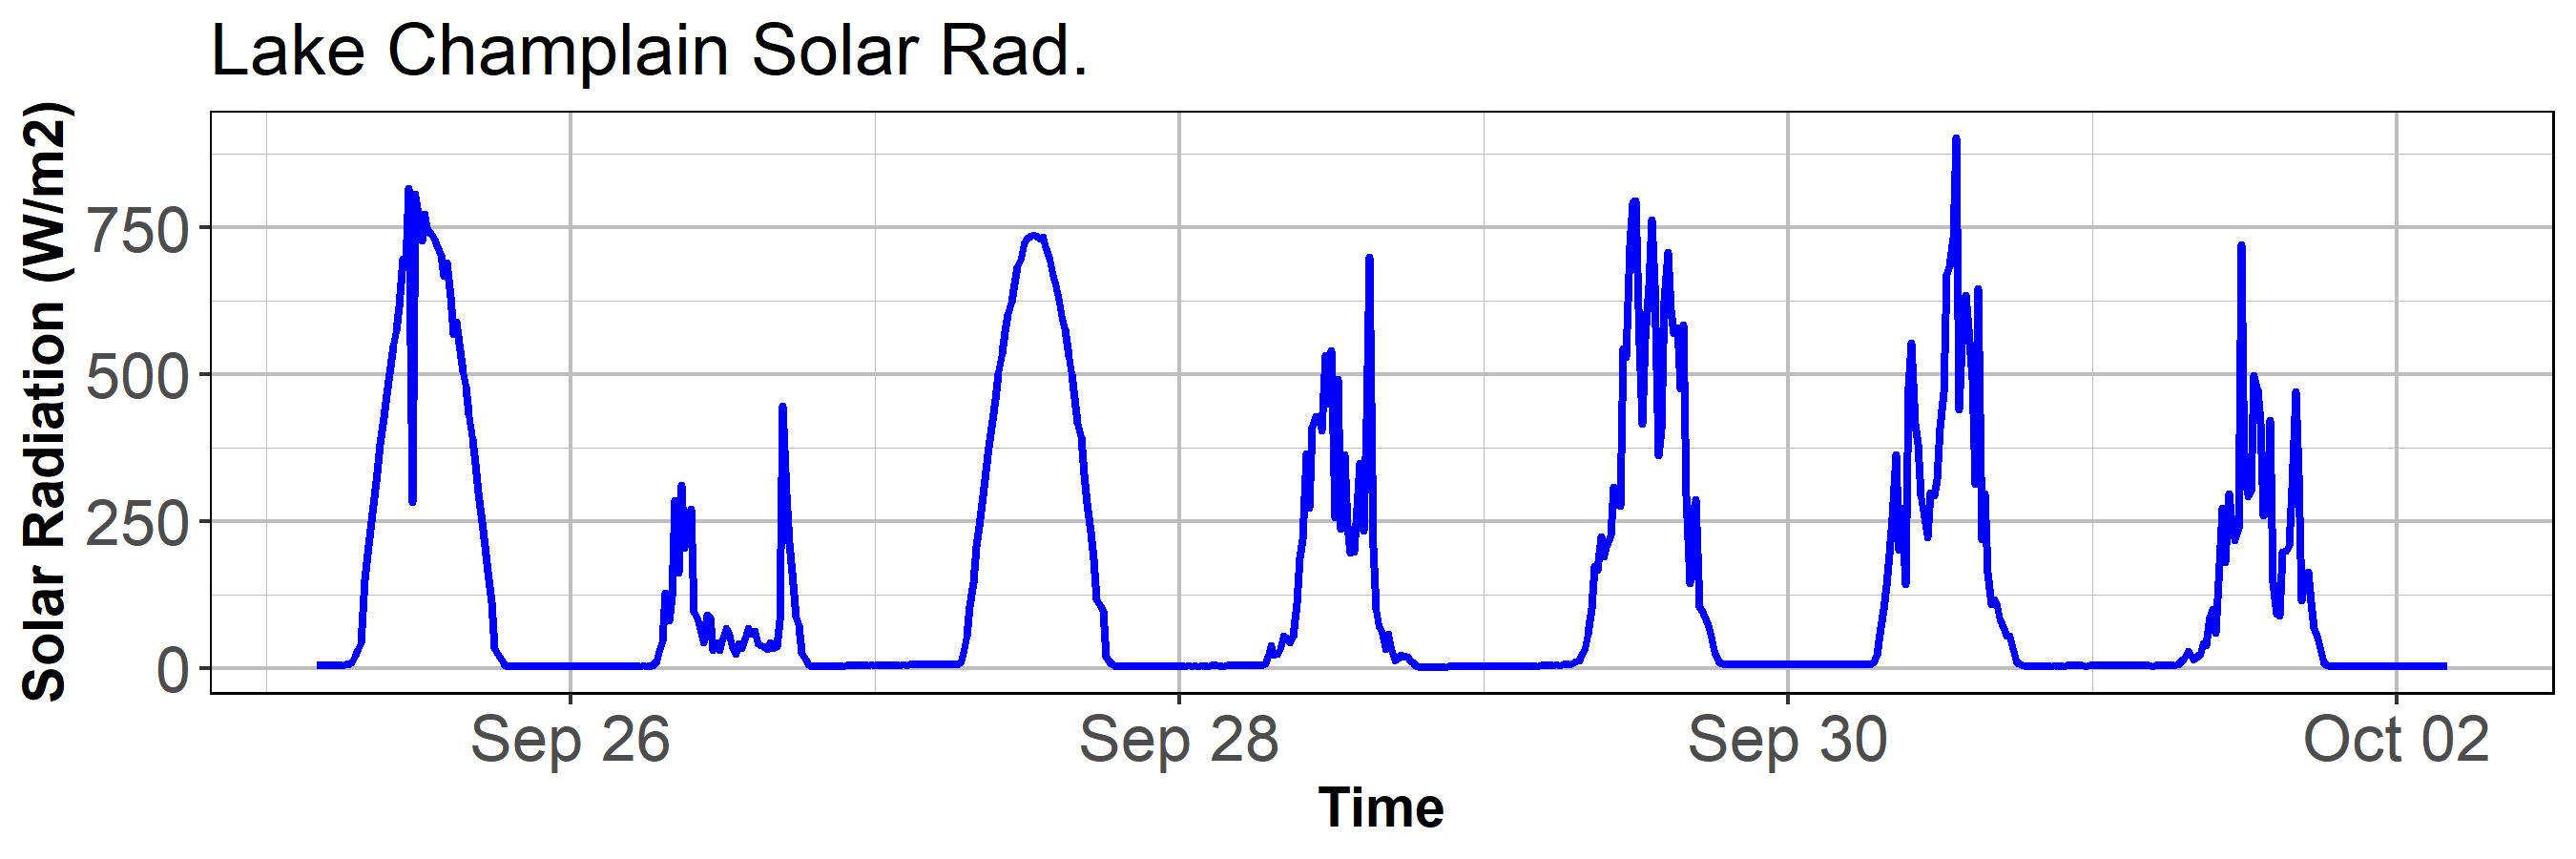 Lake Champlain Solar Rad.
Solar Radiation (W/m2)
750
500
250
0
Sep 26
Sep 28
Sep 30
Oct 02
Time